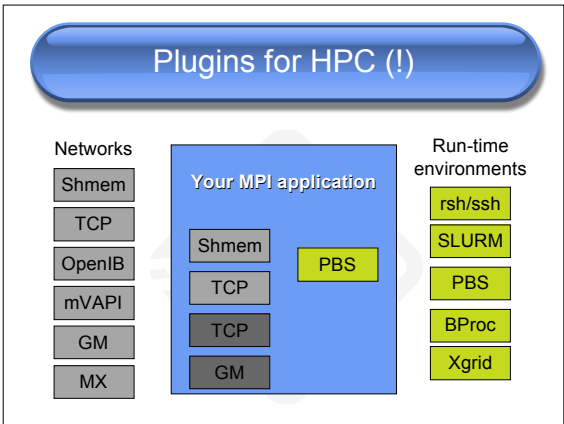 Plugins for HPC (!)
Networks
Shmem
TCP
OpenIB
mVAPI
GM
MX
Your MPI application
Shmem
TCP
TCP
GM
PBS
Run-time
environments
rsh/ssh
SLURM
PBS
BProc
Xgrid